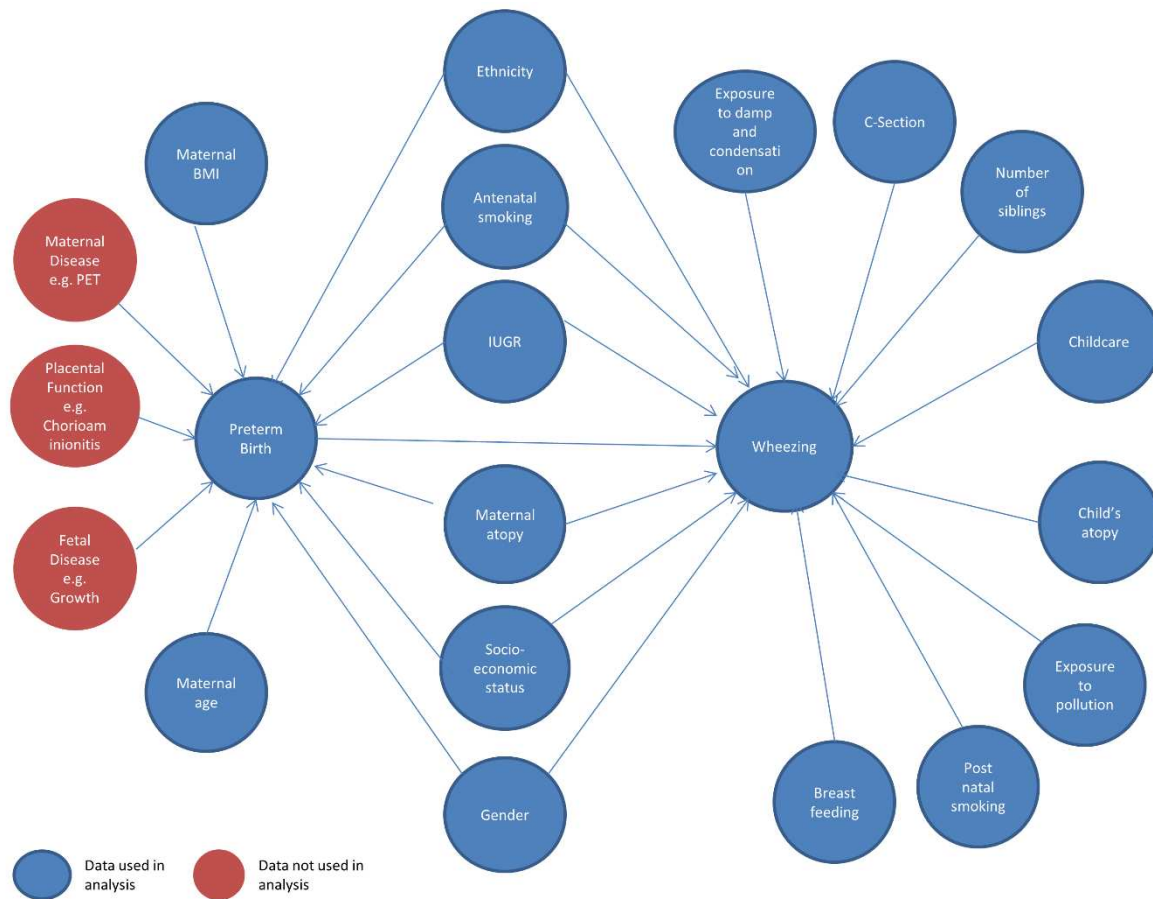 Ethnicity
Exposure
to damp
and
condensati
on
C-Section
Maternal
BMI
Number
of
siblings
Antenatal
smoking
Maternal
Disease
e.g. PET
IUGR
Childcare
Placental
Function
e.g.
Chorioam
inionitis
Preterm
Birth
Wheezing
Maternal
atopy
Child's
atopy
Fetal
Disease
e.g.
Growth
Socio-
economic
status
Exposure
to
pollution
Maternal
age
Gender
Breast
feeding
Post
natal
smoking
Data used in
analysis
Data not used in
analysis